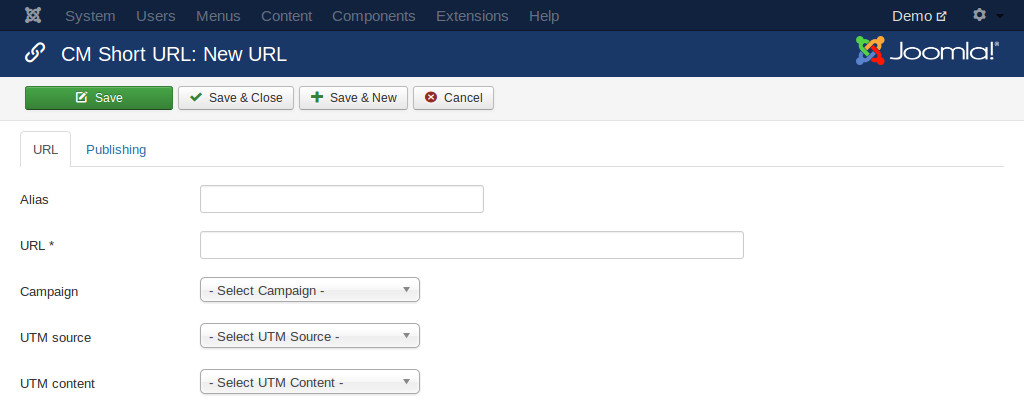 System Users Menus Content Components Extensions Help Demo
CM Short URL: New URL Joomla!®
Save Save & Close Save & New Cancel
URL Publishing
Alias
URL *
Campaign - Select Campaign -
UTM source - Select UTM Source -
UTM content - Select UTM Content -